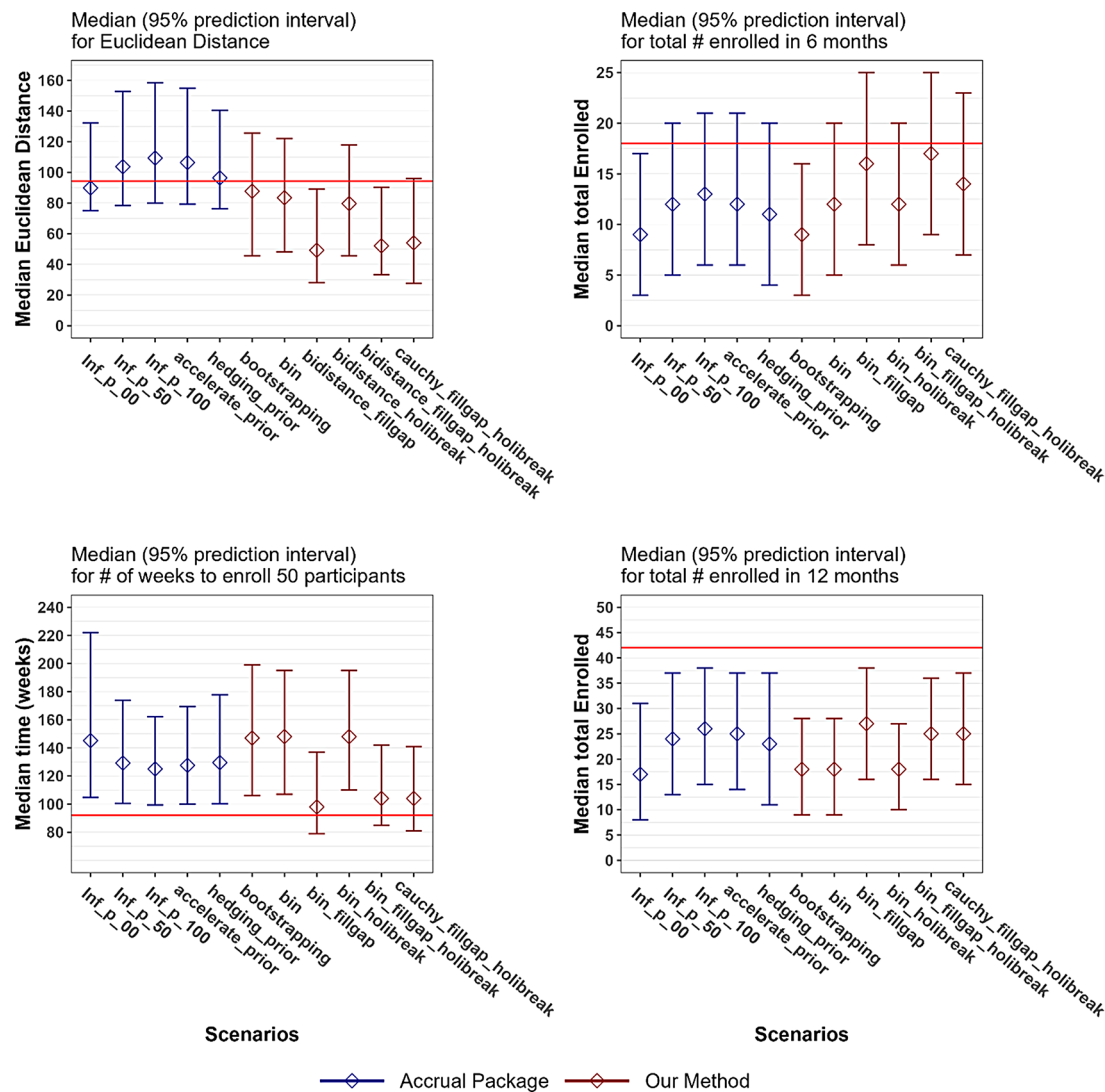 Median (95% prediction interval)
for Euclidean Distance
Median Euclidean Distance
160
140
120
100
80
60
40
20
0
Inf_p_00
Inf_p_50
Inf_p_100
accelerate_prior
hedging_prior
bootstrapping
bin
bidistance_fillgap
bidistance_holibreak
bidistance_fillgap_holibreak
cauchy_fillgap_holibreak
Median (95% prediction interval)
for total # enrolled in 6 months
Median total Enrolled
25
20
15
10
5
0
Inf_p_00
Inf_p_50
Inf_p_100
accelerate_prior
hedging_prior
bootstrapping
bin
bin_fillgap
bin_holibreak
bin_fillgap_holibreak
cauchy_fillgap_holibreak
Median (95% prediction interval)
for # of weeks to enroll 50 participants
Median time (weeks)
240
220
200
180
160
140
120
100
80
Inf_p_00
Inf_p_50
Inf_p_100
accelerate_prior
hedging_prior
bootstrapping
bin
bin_fillgap
bin_holibreak
bin_fillgap_holibreak
cauchy_fillgap_holibreak
Scenarios
Median (95% prediction interval)
for total # enrolled in 12 months
Median total Enrolled
50
45
40
35
30
25
20
15
10
5
0
Inf_p_00
Inf_p_50
Inf_p_100
accelerate_prior
hedging_prior
bootstrapping
bin
bin_fillgap
bin_holibreak
bin_fillgap_holibreak
cauchy_fillgap_holibreak
Scenarios
Accrual Package
Our Method